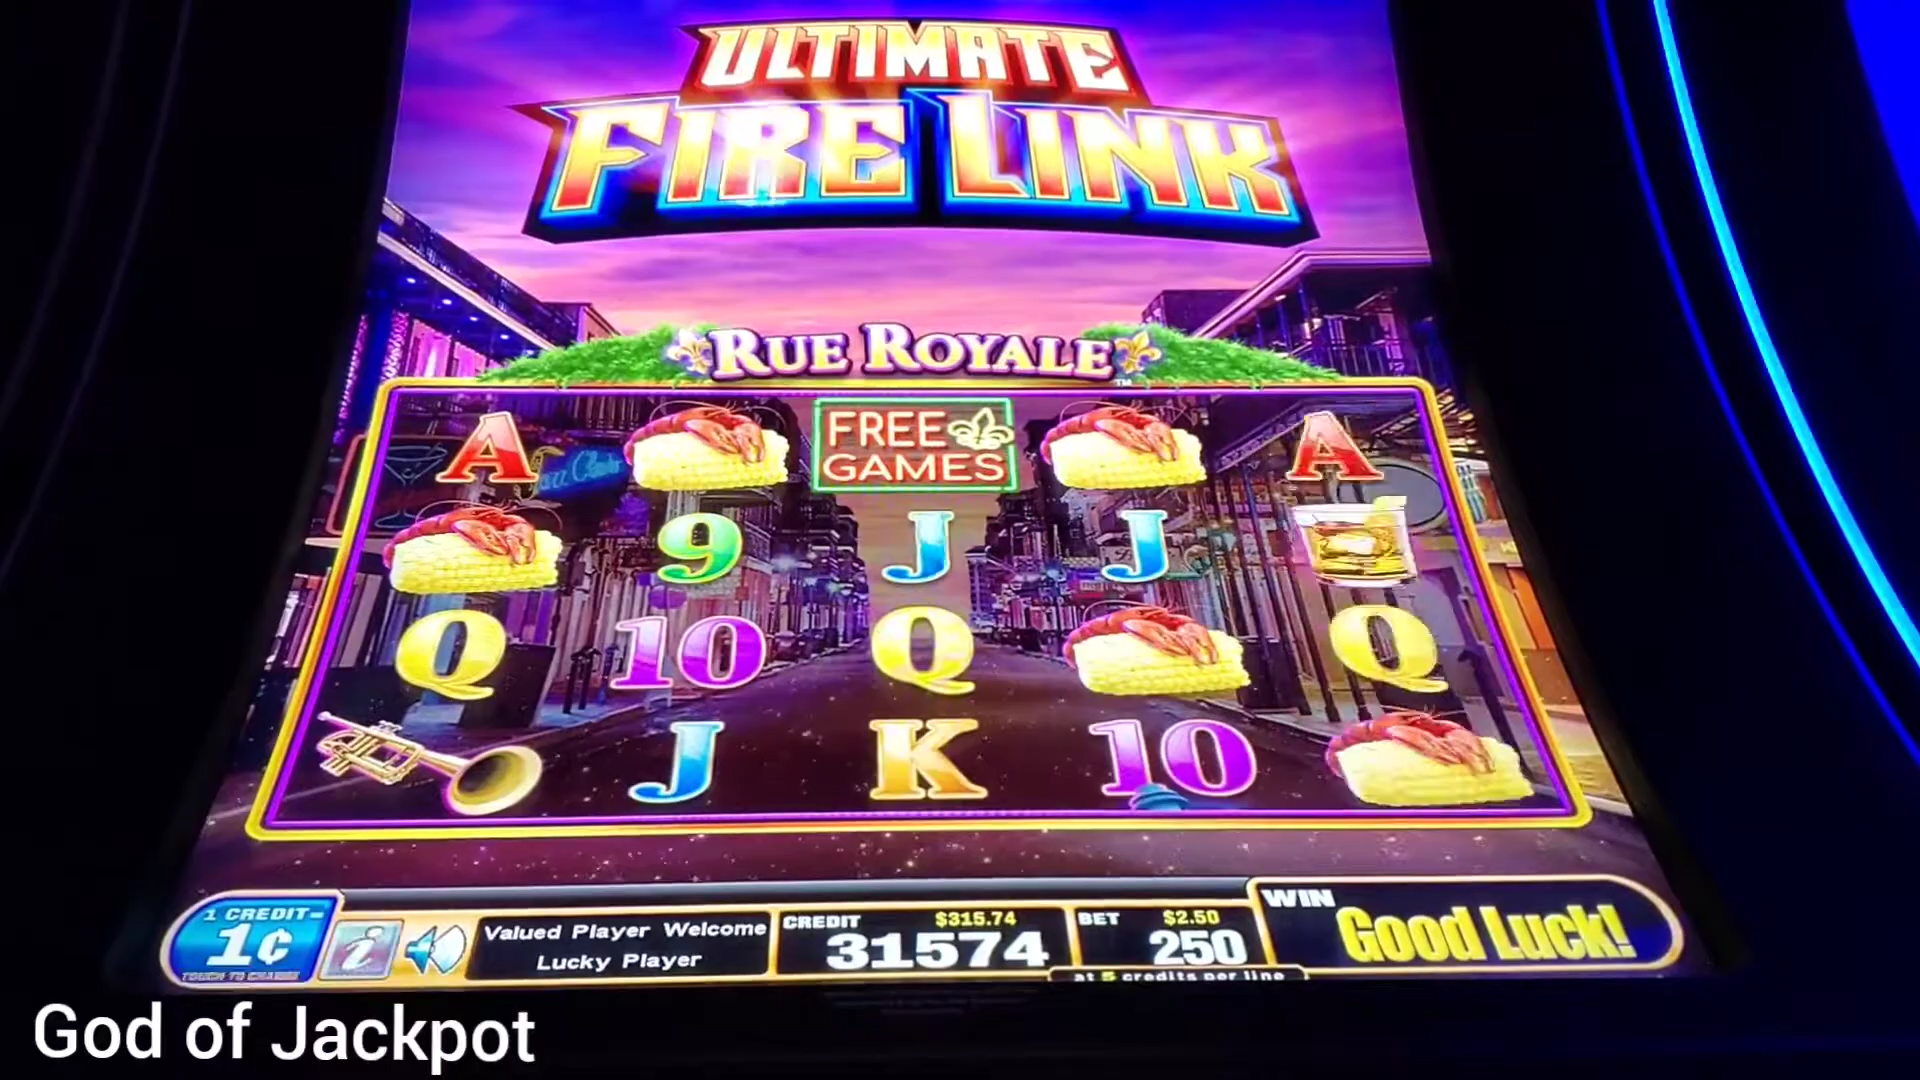 ULTIMATE
FIRE LINK
RUE ROYALE™
A FREE A
GAMES
9 J J
Q 10 Q Q
J K 10
1 CREDIT=
1¢
TOUCH TO CHANGE
i
Valued Player Welcome
Lucky Player
CREDIT $315.74
31574
BET $2.50
250
at 5 credits per line
WIN
Good Luck!
God of Jackpot